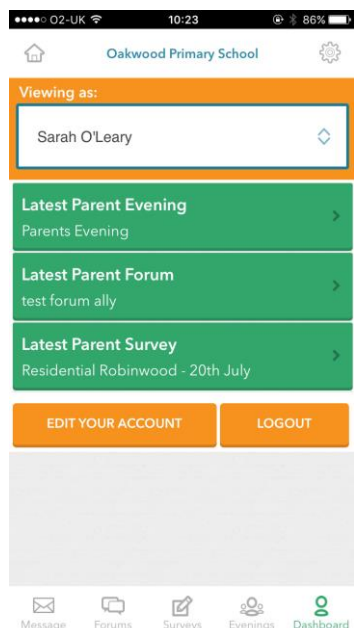 O2-UK 10:23 86%
Oakwood Primary School
Viewing as:
Sarah O'Leary
Latest Parent Evening
Parents Evening
Latest Parent Forum
test forum ally
Latest Parent Survey
Residential Robinwood - 20th July
EDIT YOUR ACCOUNT LOGOUT
Message Forums Surveys Evenings Dashboard